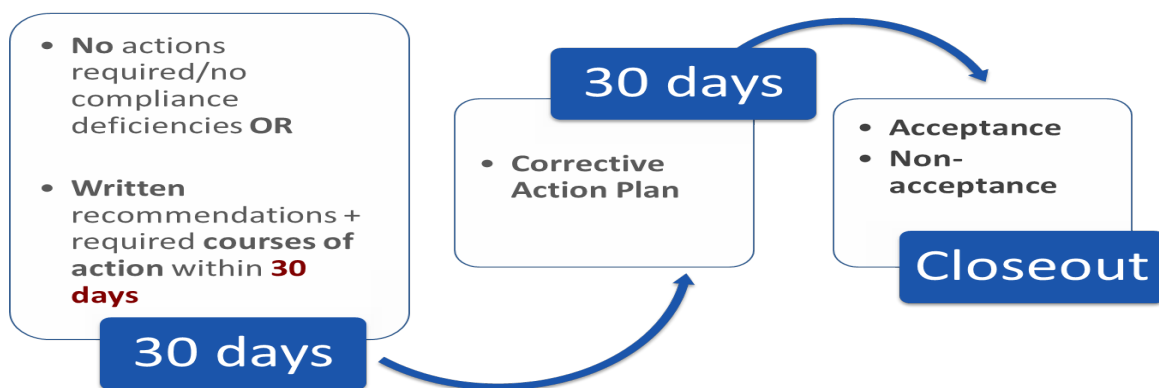 • No actions
required/no
compliance
deficiencies OR
• Written
recommendations +
required courses of
action within 30
days
30 days
30 days
• Corrective
Action Plan
• Acceptance
• Non-
acceptance
Closeout